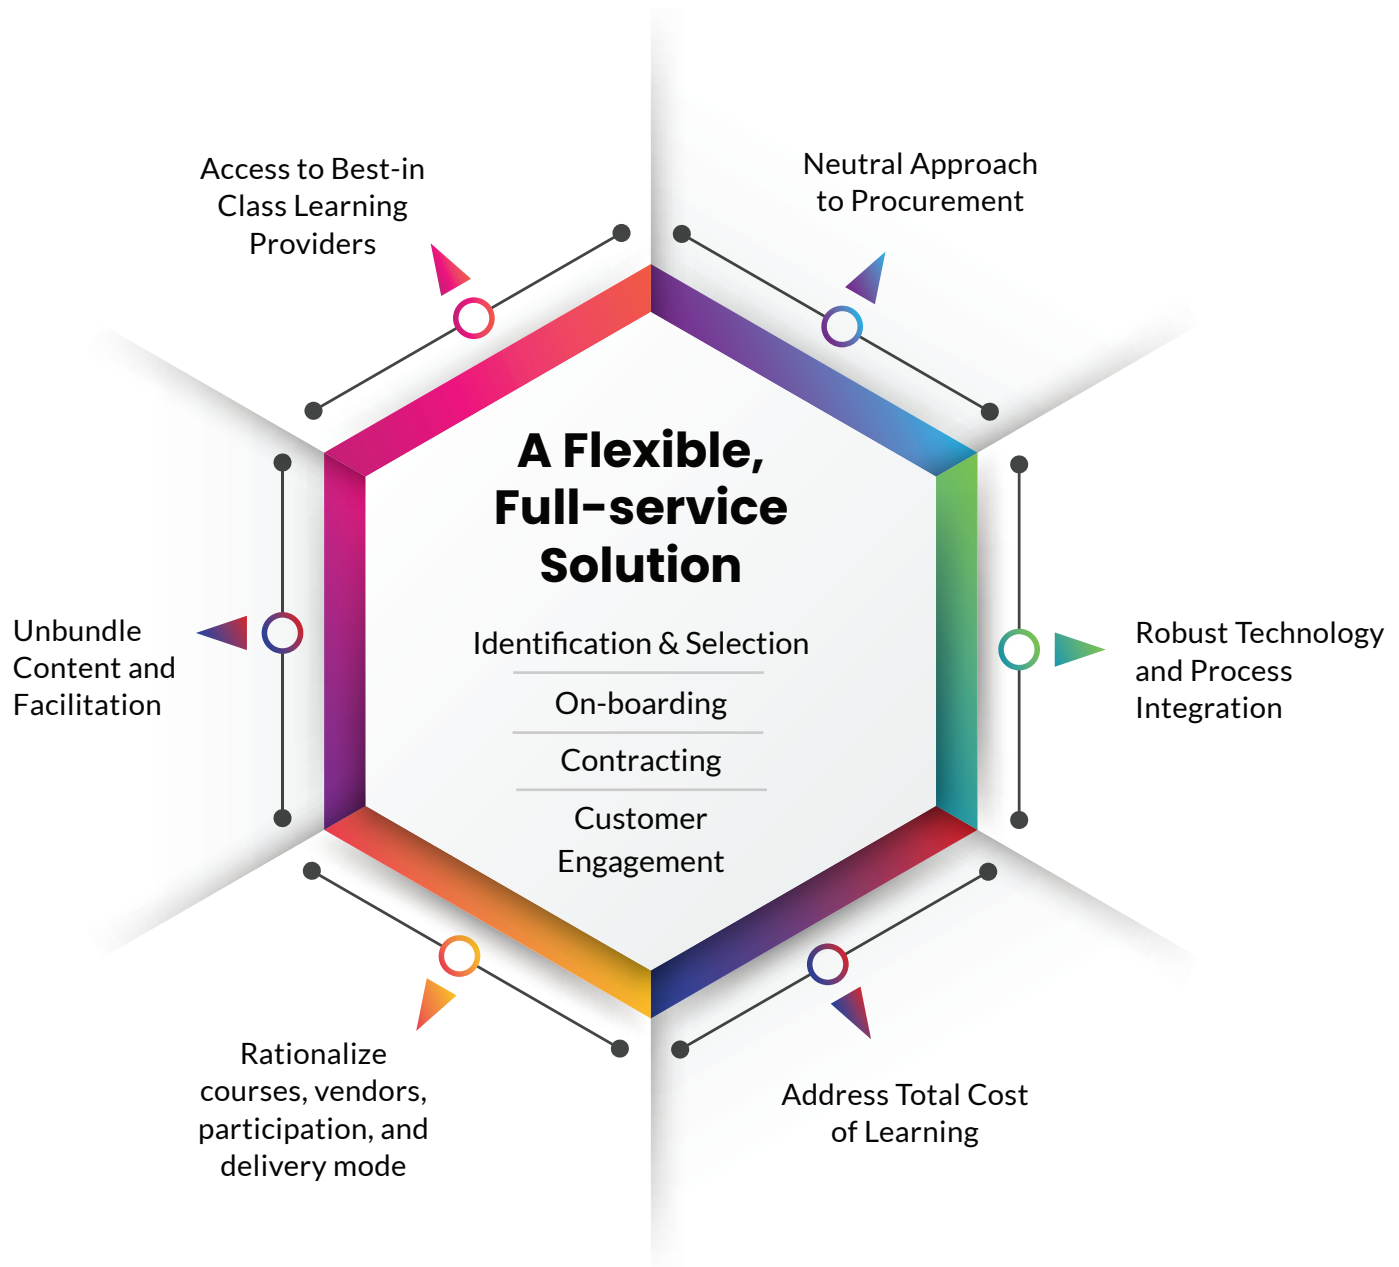 Access to Best-in
Class Learning
Providers
Neutral Approach
to Procurement
A Flexible,
Full-service
Solution
Identification & Selection
On-boarding
Contracting
Customer
Engagement
Unbundle
Content and
Facilitation
Robust Technology
and Process
Integration
Rationalize
courses, vendors,
participation, and
delivery mode
Address Total Cost
of Learning